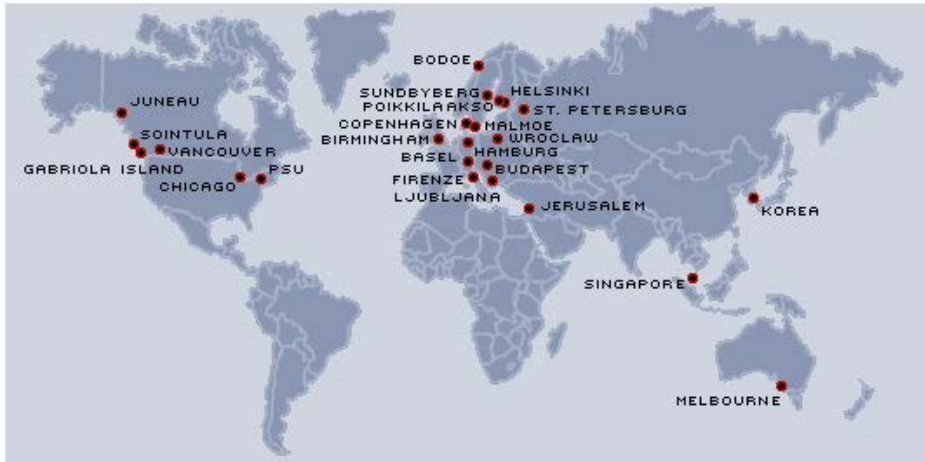 BODOE
SUNDBYBERG HELSINKI
JUNEAU
POIKKILAAKSO ST. PETERSBURG
COPENHAGEN MALMOE
SOINTULA
BIRMINGHAM WROCLAW
VANCOUVER
HAMBURG
BASEL
GABRIOLA ISLAND PSU
BUDAPEST
CHICAGO
FIRENZE
LJUBLJANA
JERUSALEM
KOREA
SINGAPORE
MELBOURNE